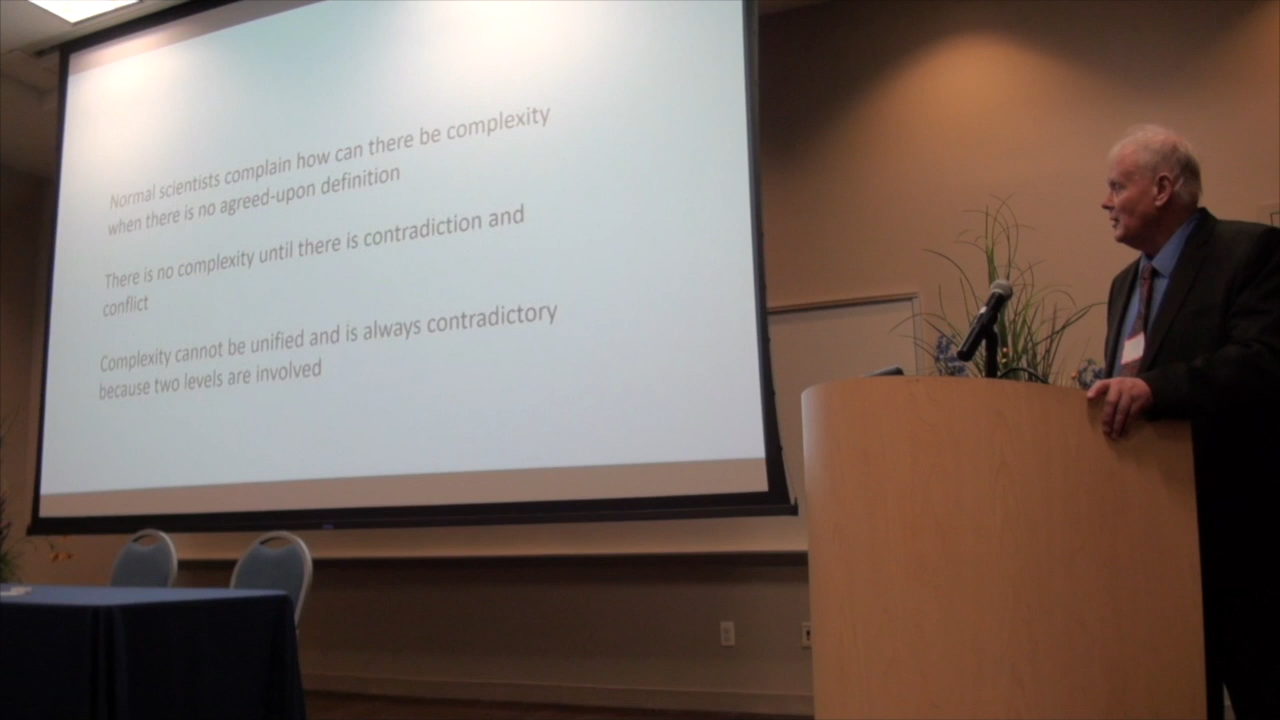 Normal scientists complain how can there be complexity
when there is no agreed-upon definition
There is no complexity until there is contradiction and
conflict
Complexity cannot be unified and is always contradictory
because two levels are involved